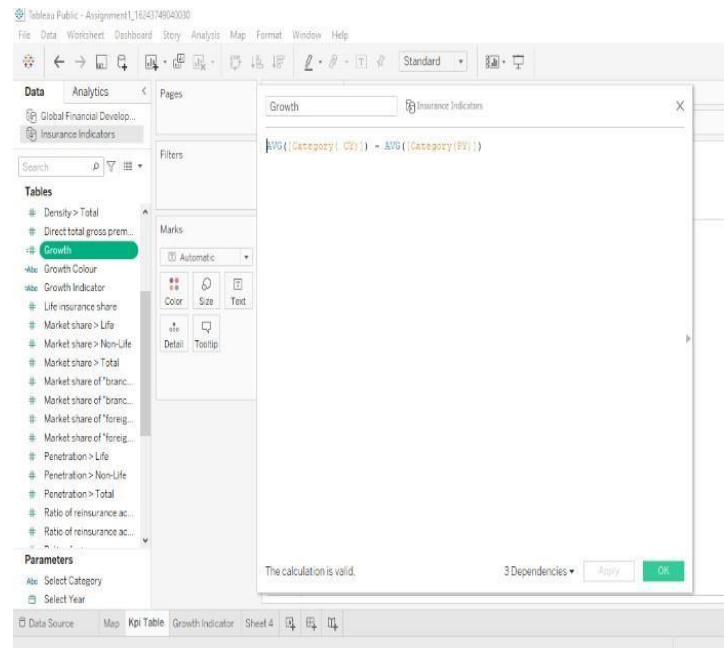 Tableau Public - Assignment1_16243749040030
File Data Worksheet Dashboard Story Analysis Map Format Window Help
Standard
Data Analytics
Global Financial Develop...
Insurance Indicators
Search
Tables
# Density > Total
# Direct total gross prem...
=# Growth
=Abc Growth Colour
=Abc Growth Indicator
# Life insurance share
# Market share > Life
# Market share > Non-Life
# Market share > Total
# Market share of "branc...
# Market share of "branc...
# Market share of "foreig...
# Market share of "foreig...
# Penetration > Life
# Penetration > Non-Life
# Penetration > Total
# Ratio of reinsurance ac...
# Ratio of reinsurance ac...
Parameters
Abc Select Category
Select Year
Pages
Filters
Marks
Automatic
Color Size Text
Detail Tooltip
Growth Insurance Indicators X
AVG([Category( CY)]) - AVG([Category(PY)])
The calculation is valid. 3 Dependencies Apply OK
Data Source Map Kpi Table Growth Indicator Sheet 4